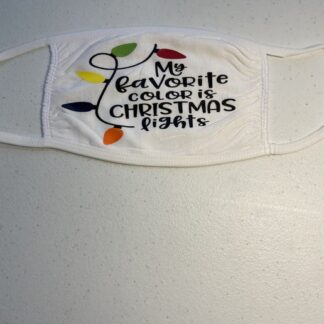 My
favorite
color is
CHRISTMAS
lights